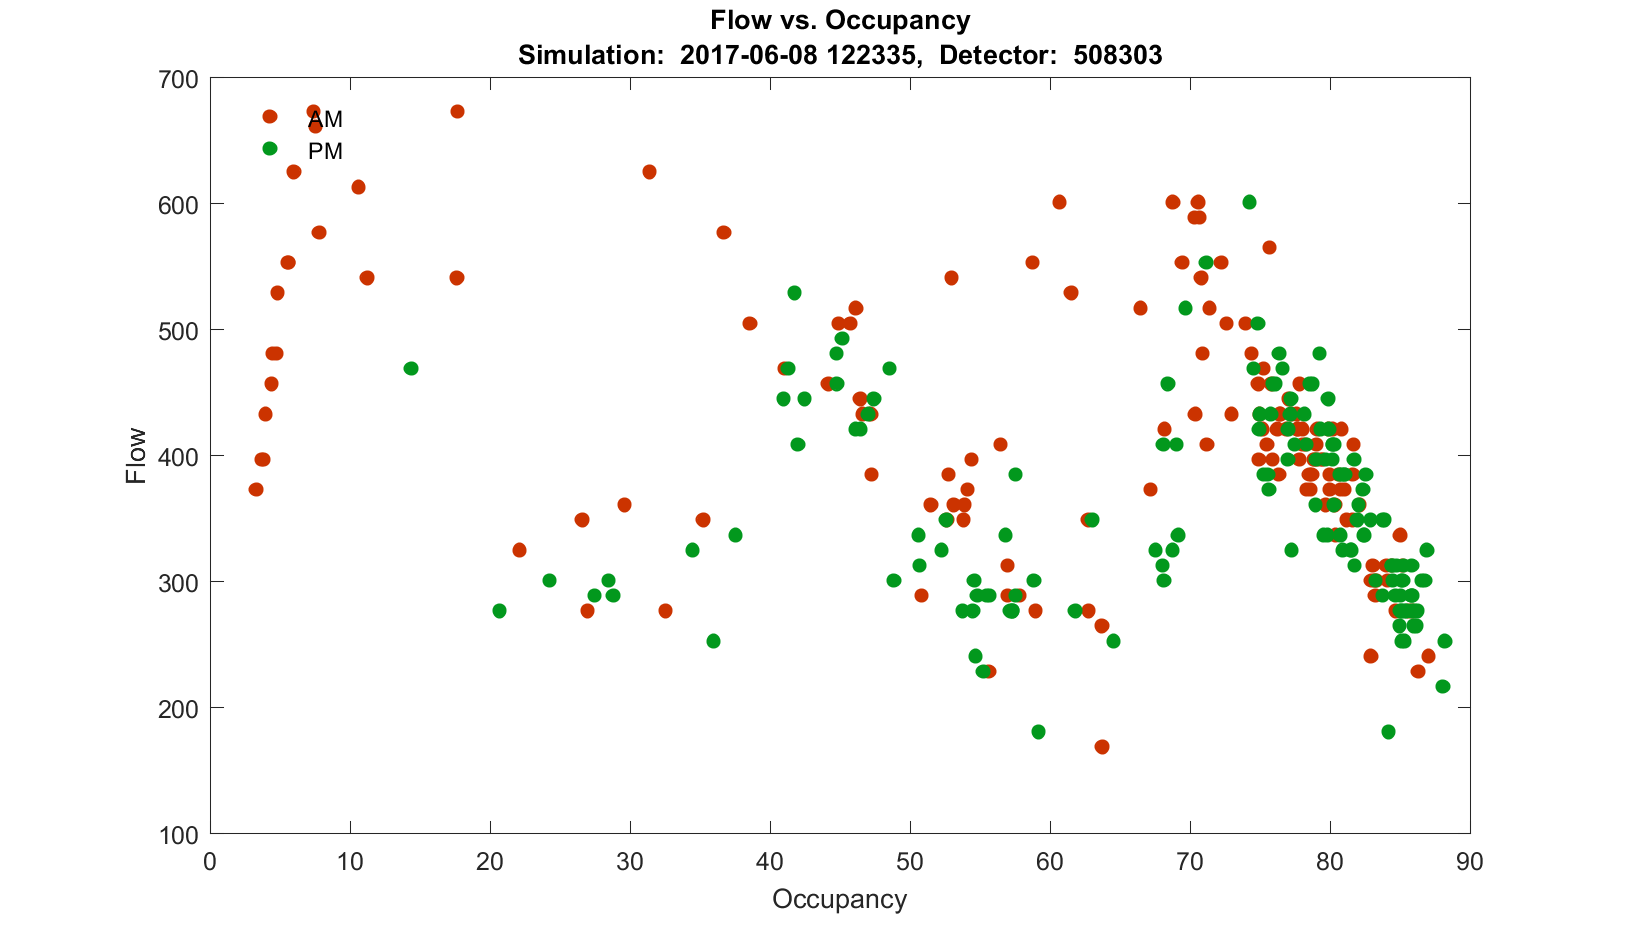 Flow vs. Occupancy
Simulation:  2017-06-08 122335,  Detector:  508303
700
600
500
400
300
200
100
Flow
AM
PM
0 10 20 30 40 50 60 70 80 90
Occupancy